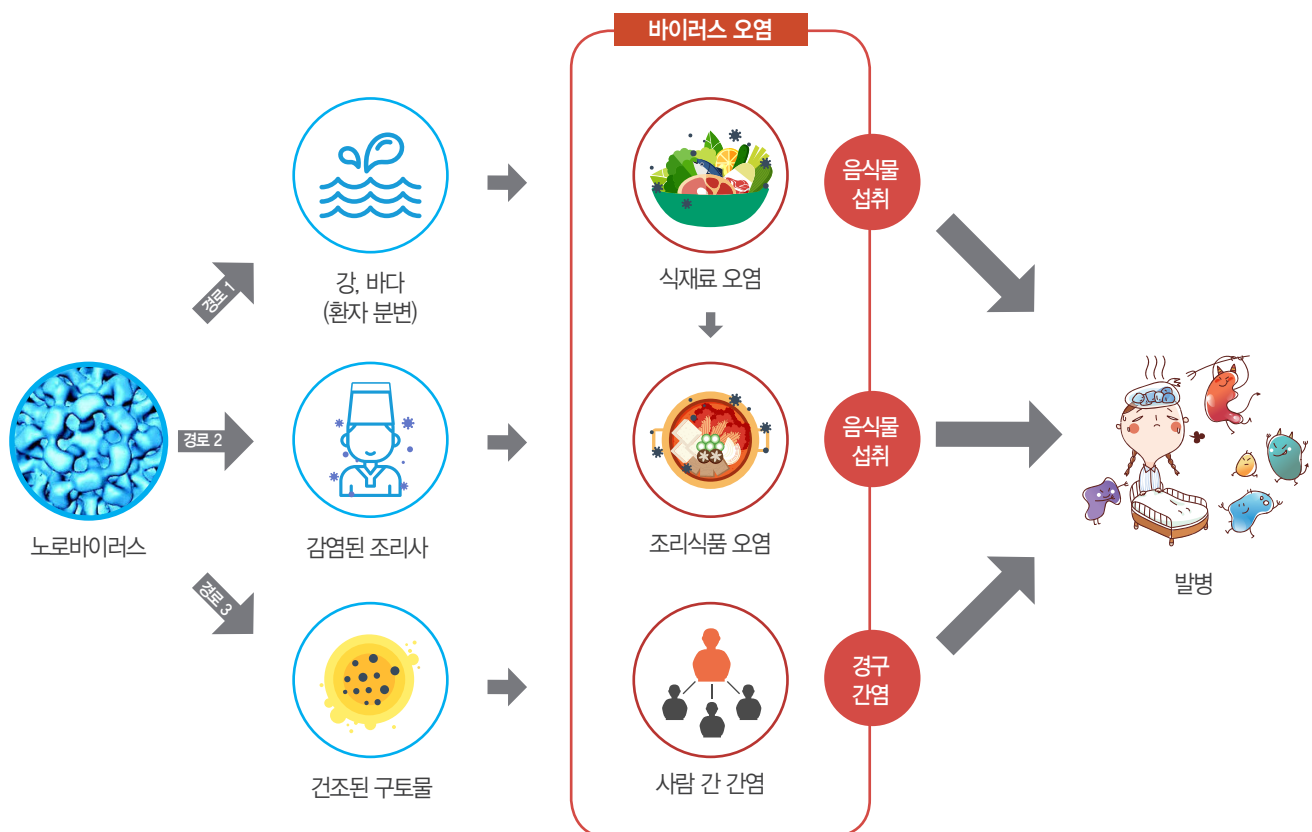 바이러스 오염
경로 1
강, 바다
(환자 분변)
식재료 오염
음식물
섭취
노로바이러스
경로 2
감염된 조리사
조리식품 오염
음식물
섭취
발병
경로 3
건조된 구토물
사람 간 간염
경구
간염